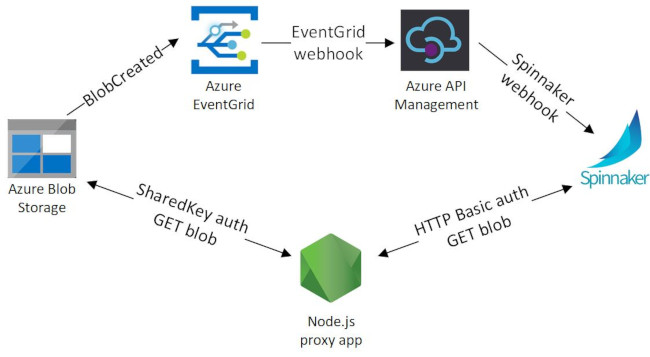 BlobCreated
Azure
EventGrid
EventGrid
webhook
Azure API
Management
Spinnaker
webhook
Spinnaker
Azure Blob
Storage
SharedKey auth
GET blob
HTTP Basic auth
GET blob
Node.js
proxy app